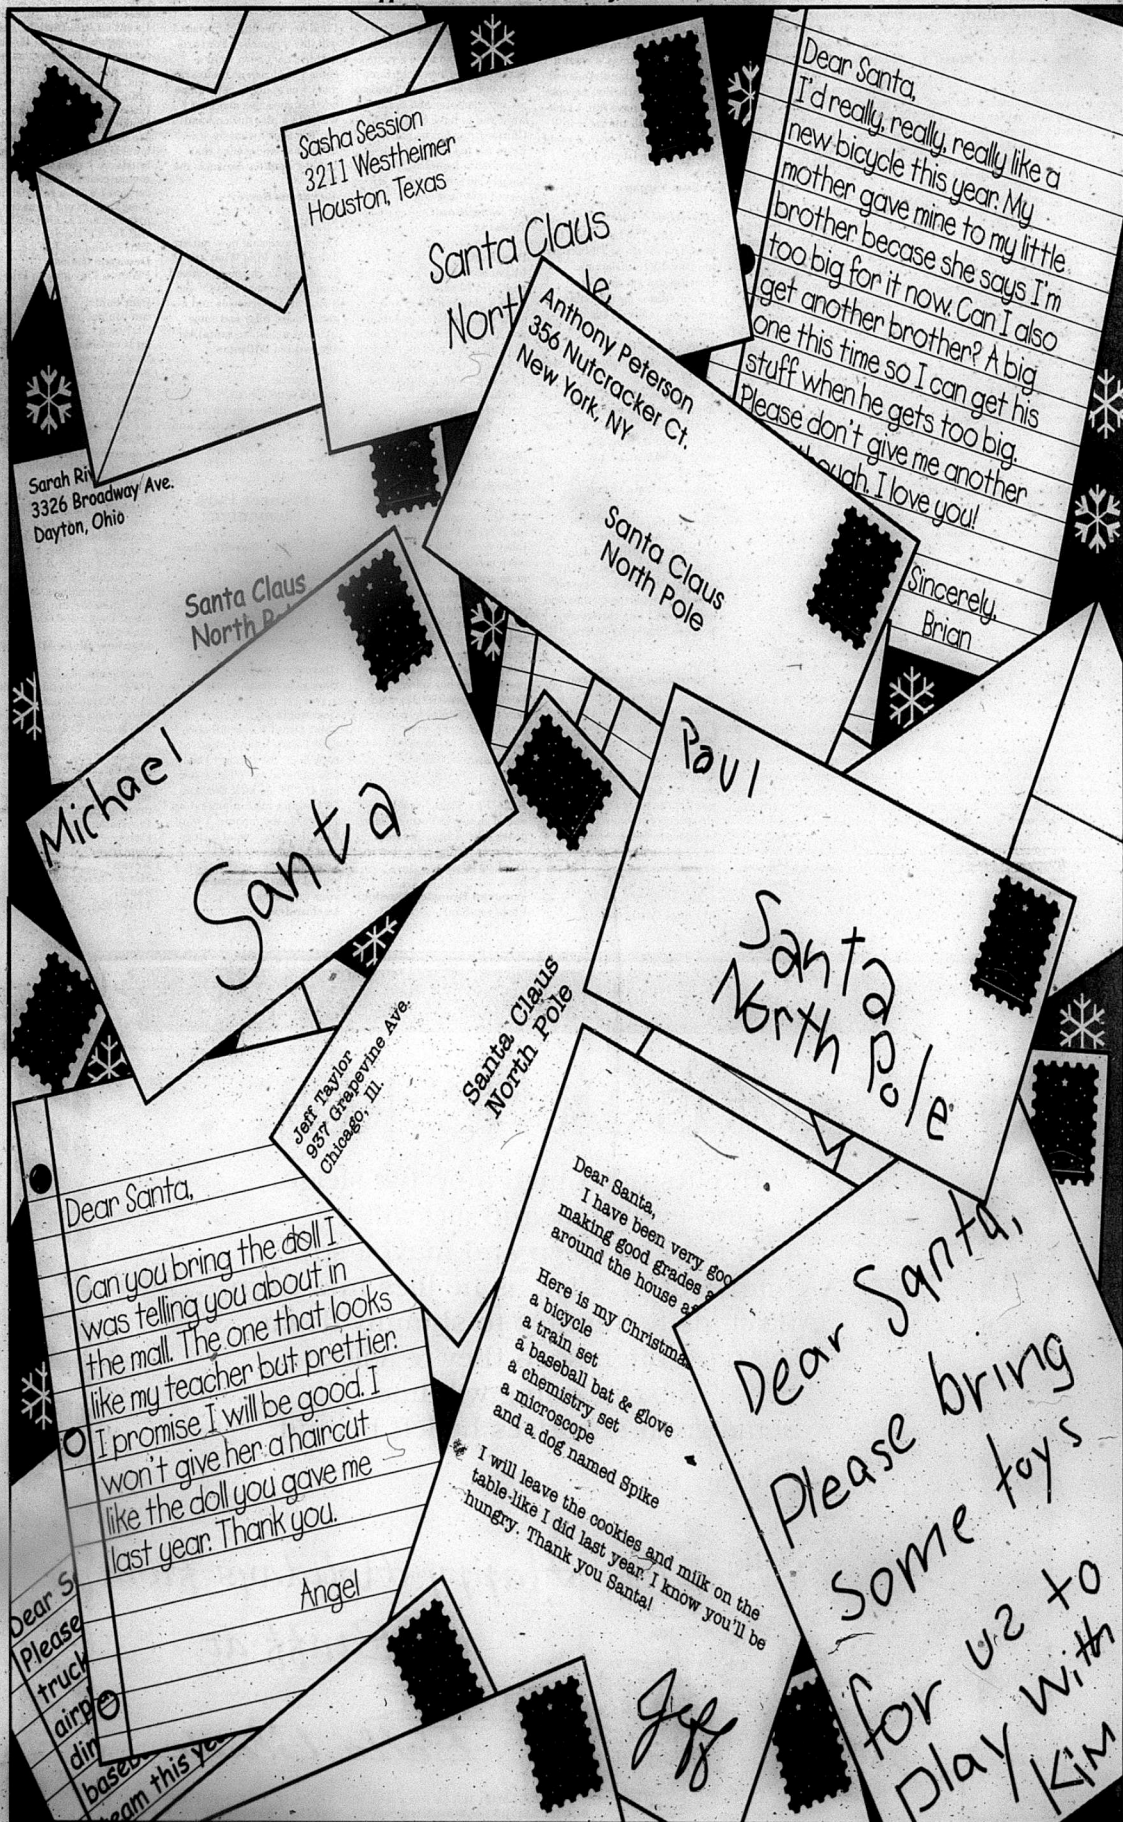 Sasha Session
3211 Westheimer
Houston, Texas
Santa Claus
North
Dear Santa,
I'd really, really, really like a
new bicycle this year. My
mother gave mine to my little
brother becase she says I'm
too big for it now. Can I also
get another brother? A big
one this time so I can get his
stuff when he gets too big.
Please don't give me another
though. I love you!
Sincerely,
Brian
Anthony Peterson
356 Nutcracker Ct.
New York, NY
Santa Claus
North Pole
Sarah
3326 Broadway Ave.
Dayton, Ohio
Santa Claus
North
Michael
Santa
Paul
Santa
North Pole
Jeff Taylor
937 Grapevine Ave.
Chicago, Ill.
Santa Claus
North Pole
Dear Santa,
Can you bring the doll I
was telling you about in
the mall. The one that looks
like my teacher but prettier.
I promise I will be good. I
won't give her a haircut
like the doll you gave me
last year. Thank you.
Angel
Dear Santa,
I have been very
making good grades
around the house
Here is my
a bicycle
a train set
a baseball bat & glove
a chemistry set
a microscope
and a dog named Spike
I will leave the cookies and milk on the
table like I did last year. I know you'll be
hungry. Thank you Santa!
Jeff
Dear Santa,
Please bring
some toys
for us to
play with
Kim
Dear
Please
truck
team this